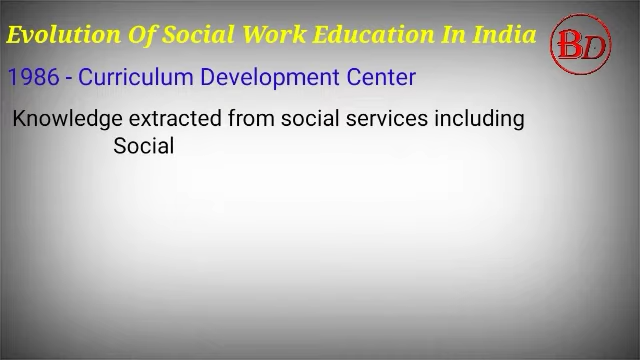 Evolution Of Social Work Education In India
BD
1986 - Curriculum Development Center
Knowledge extracted from social services including
Social